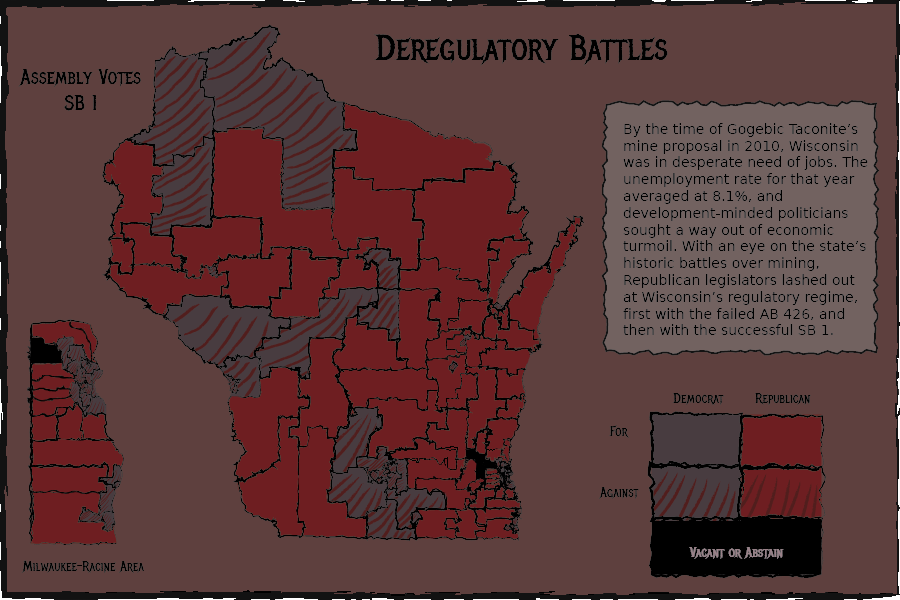 Deregulatory Battles
Assembly Votes
SB 1
By the time of Gogebic Taconite's
mine proposal in 2010, Wisconsin
was in desperate need of jobs. The
unemployment rate for that year
averaged at 8.1%, and
development-minded politicians
sought a way out of economic
turmoil. With an eye on the state's
historic battles over mining,
Republican legislators lashed out
at Wisconsin's regulatory regime,
first with the failed AB 426, and
then with the successful SB 1.
Democrat Republican
For
Against
Vacant or Abstain
Milwaukee-Racine Area